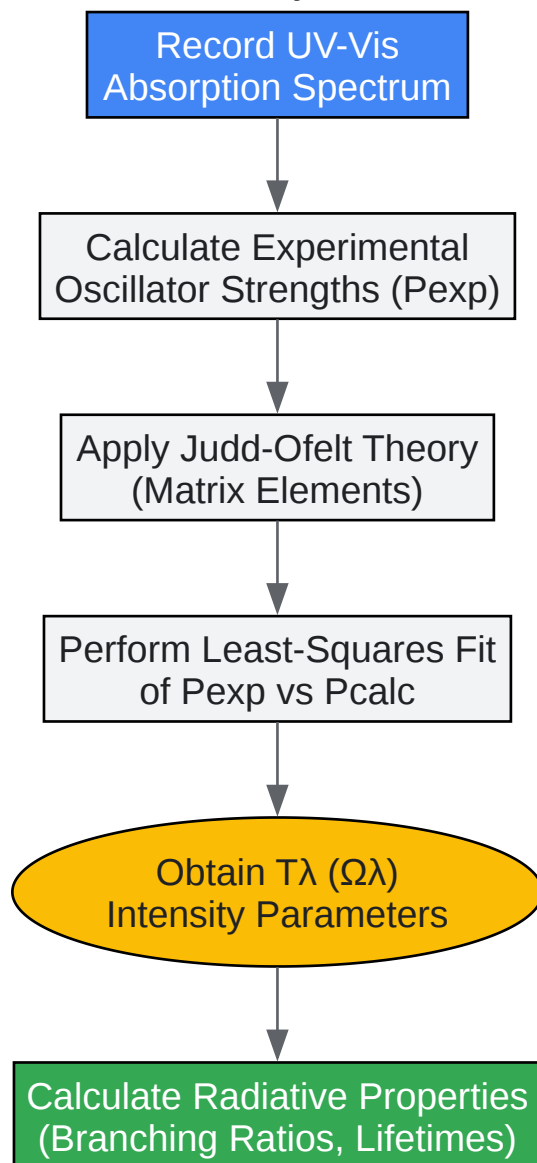 Record UV-Vis
Absorption Spectrum
Calculate Experimental
Oscillator Strengths (Pexp)
Apply Judd-Ofelt Theory
(Matrix Elements)
Perform Least-Squares Fit
of Pexp vs Pcalc
Obtain Tλ (Ωλ)
Intensity Parameters
Calculate Radiative Properties
(Branching Ratios, Lifetimes)